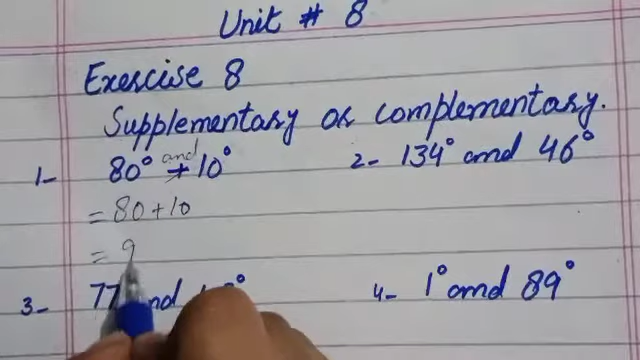 Unit # 8
Exercise 8
Supplementary or complementary.
1- 80° and 10° 2- 134° and 46°
= 80+10
= 9
3- 77 and 4- 1° and 89°